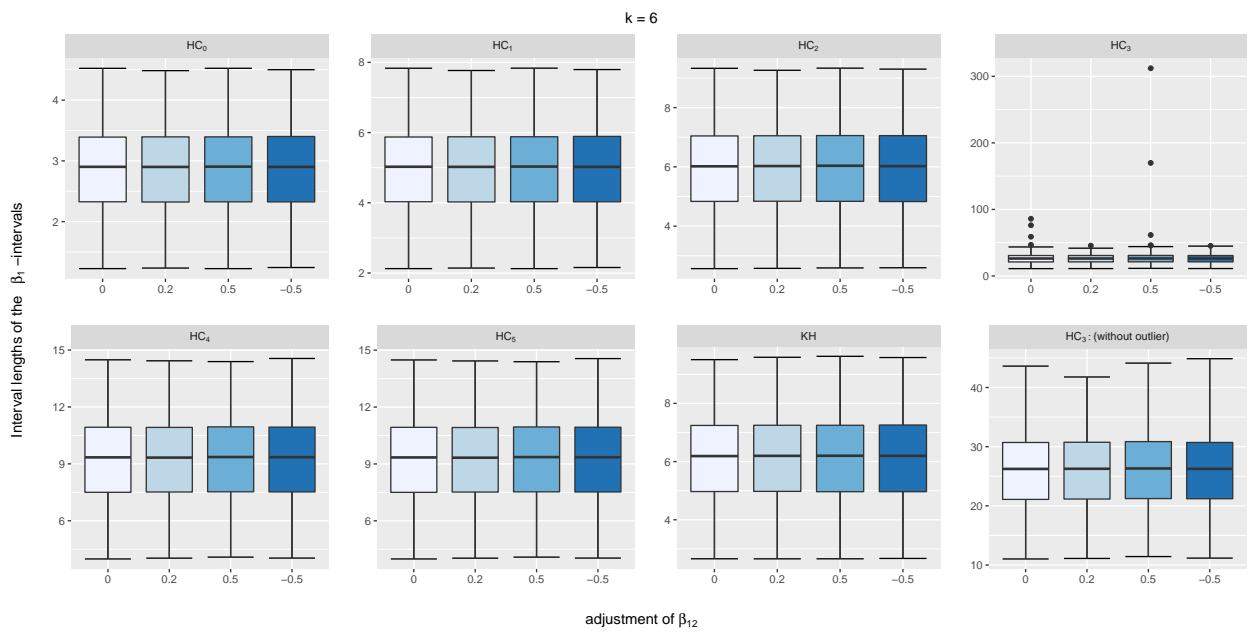 k = 6
HC₀
HC₁
HC₂
HC₃
4
3
2
8
6
4
2
8
6
4
300
200
100
0
0 0.2 0.5 −0.5
0 0.2 0.5 −0.5
0 0.2 0.5 −0.5
0 0.2 0.5 −0.5
Interval lengths of the β₁ −intervals
HC₄
HC₅
KH
HC₃: (without outlier)
15
12
9
6
15
12
9
6
8
6
4
40
30
20
10
0 0.2 0.5 −0.5
0 0.2 0.5 −0.5
0 0.2 0.5 −0.5
0 0.2 0.5 −0.5
adjustment of β₁₂